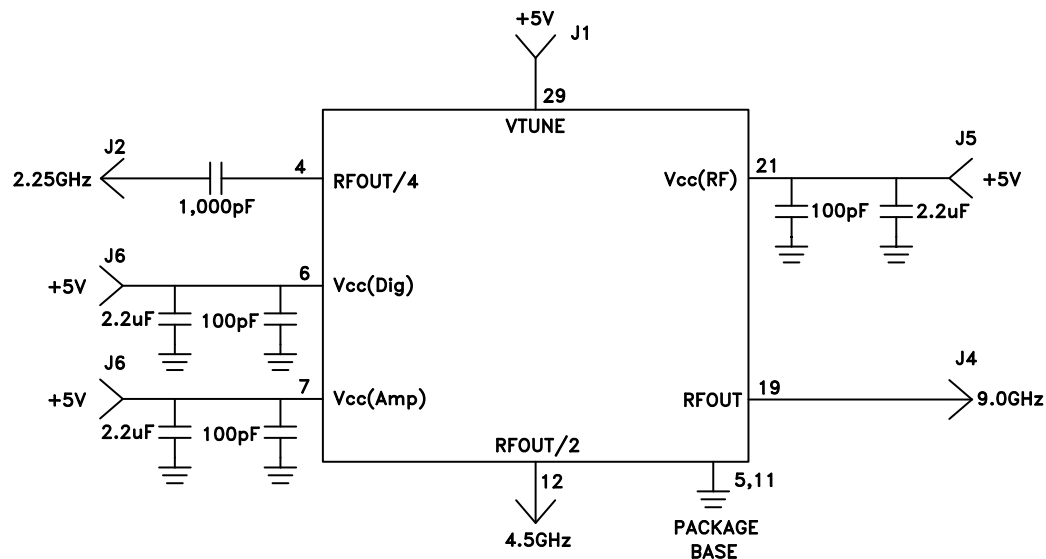 +5V
J1
29
VTUNE
J2
4
2.25GHz
RFOUT/4
1,000pF
Vcc(RF)
21
J5
+5V
100pF
2.2uF
J6
6
+5V
Vcc(Dig)
2.2uF
100pF
J6
7
+5V
Vcc(Amp)
2.2uF
100pF
RFOUT
19
J4
9.0GHz
RFOUT/2
12
4.5GHz
5,11
PACKAGE
BASE